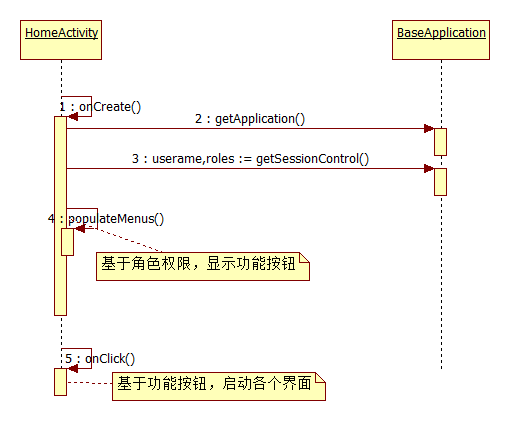 HomeActivity
BaseApplication
1 : onCreate()
2 : getApplication()
3 : userame,roles := getSessionControl()
4 : populateMenus()
基于角色权限，显示功能按钮
5 : onClick()
基于功能按钮，启动各个界面